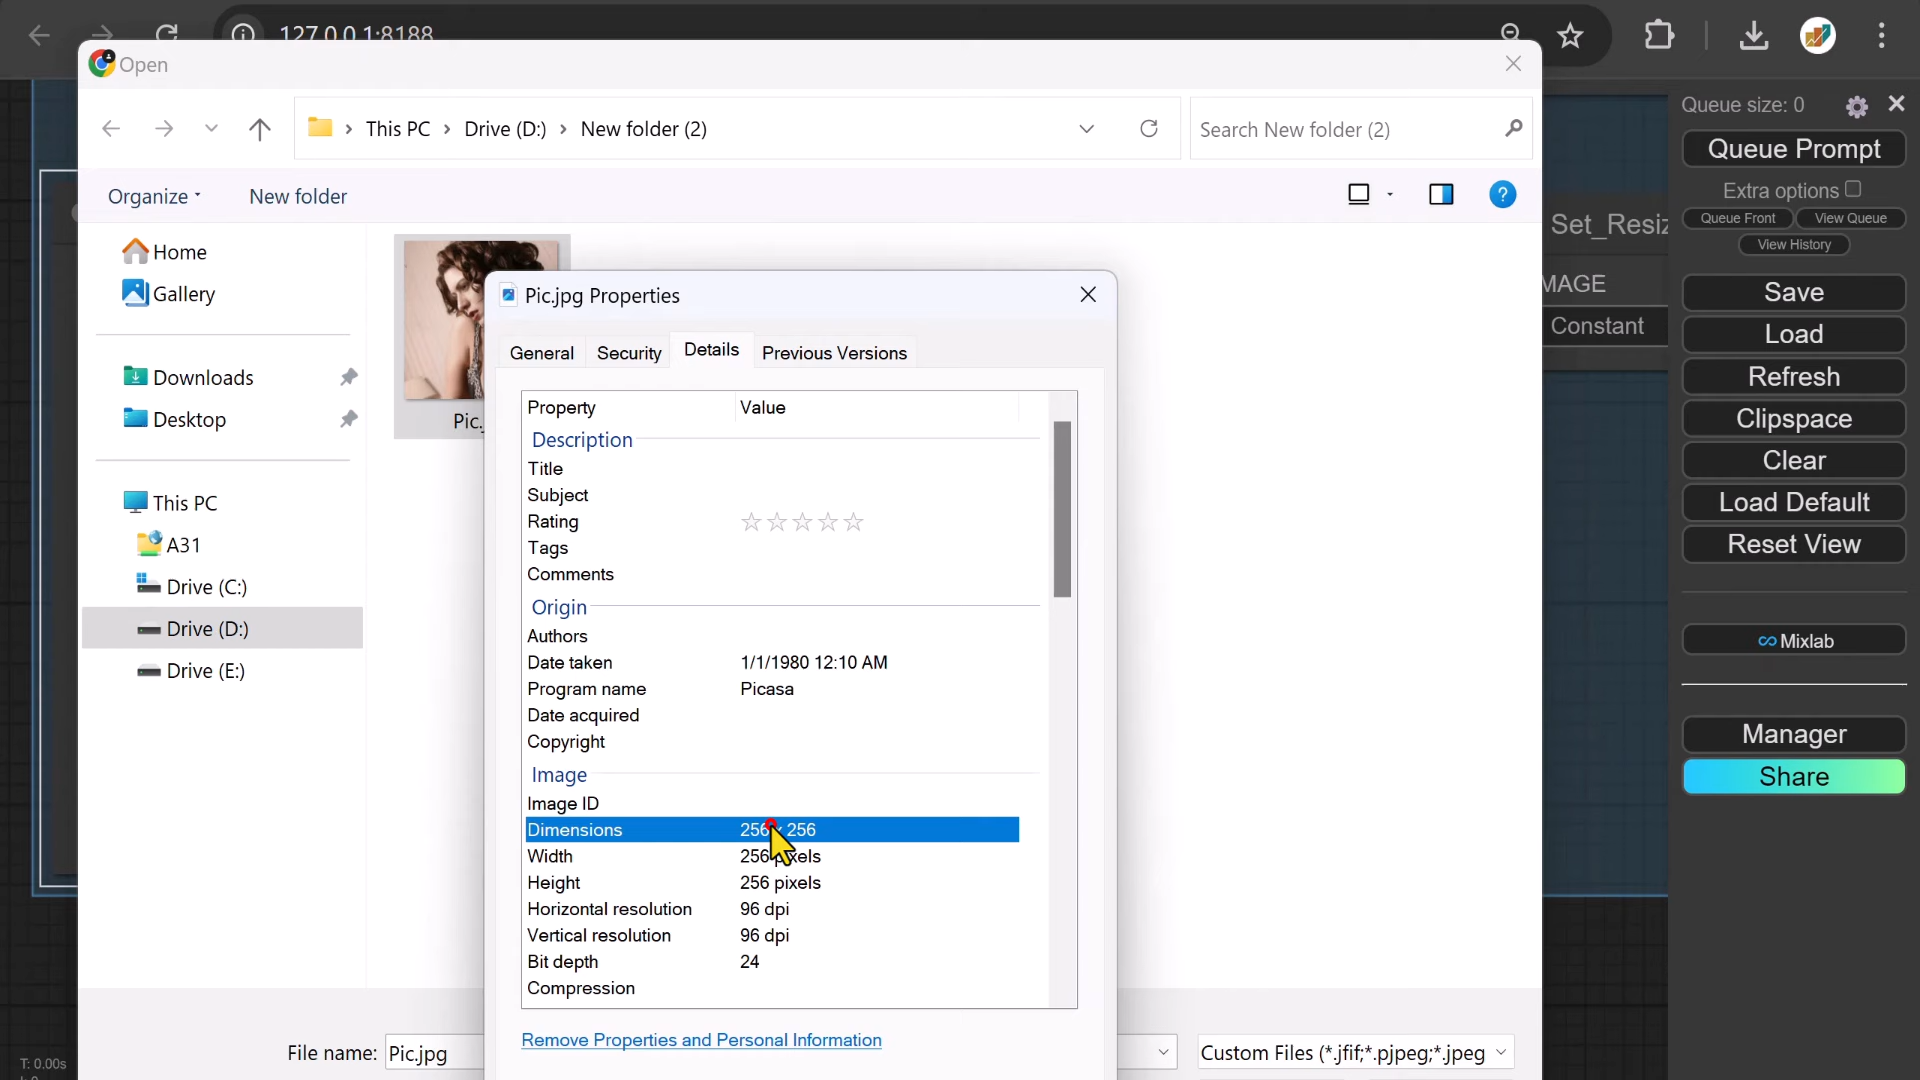 127.0.0.1:8188
Open
This PC
Drive (D:)
New folder (2)
Search New folder (2)
Organize
New folder
Home
Gallery
Downloads
Desktop
This PC
A31
Drive (C:)
Drive (D:)
Drive (E:)
Pic.jpg Properties
General
Security
Details
Previous Versions
Property Value
Description
Title
Subject
Rating
Tags
Comments
Origin
Authors
Date taken 1/1/1980 12:10 AM
Program name Picasa
Date acquired
Copyright
Image
Image ID
Dimensions 256 x 256
Width 256 pixels
Height 256 pixels
Horizontal resolution 96 dpi
Vertical resolution 96 dpi
Bit depth 24
Compression
Remove Properties and Personal Information
File name: Pic.jpg
Custom Files (*.jfif;*.pjpeg;*.jpeg
T: 0.00s
Set_Resiz
MAGE
Constant
Queue size: 0
Queue Prompt
Extra options
Queue Front
View Queue
View History
Save
Load
Refresh
Clipspace
Clear
Load Default
Reset View
Mixlab
Manager
Share